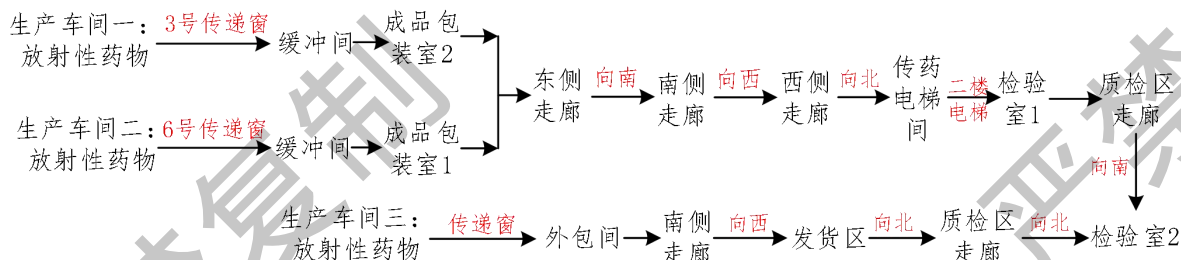 生产车间一：
放射性药物
3号传递窗
缓冲间
成品包
装室2
生产车间二：
放射性药物
6号传递窗
缓冲间
成品包
装室1
东侧
走廊
向南
南侧
走廊
向西
西侧
走廊
向北
传药
电梯
间
二楼
电梯
检验
室1
质检区
走廊
向南
生产车间三：
放射性药物
传递窗
外包间
南侧
走廊
向西
发货区
向北
质检区
走廊
向北
检验室2
复制
严禁